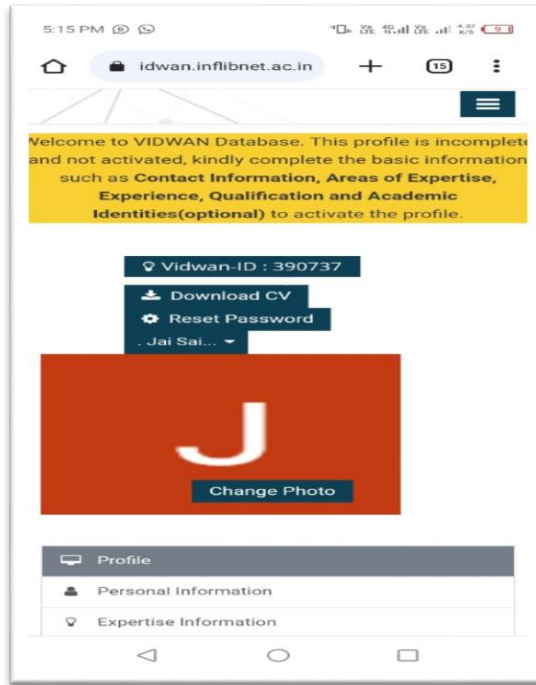 5:15 PM
4.37 K/S 9
idwan.inflibnet.ac.in + 15
Welcome to VIDWAN Database. This profile is incomplete
and not activated, kindly complete the basic information
such as Contact Information, Areas of Expertise,
Experience, Qualification and Academic
Identities(optional) to activate the profile.
Vidwan-ID : 390737
Download CV
Reset Password
. Jai Sai...
J
Change Photo
Profile
Personal Information
Expertise Information